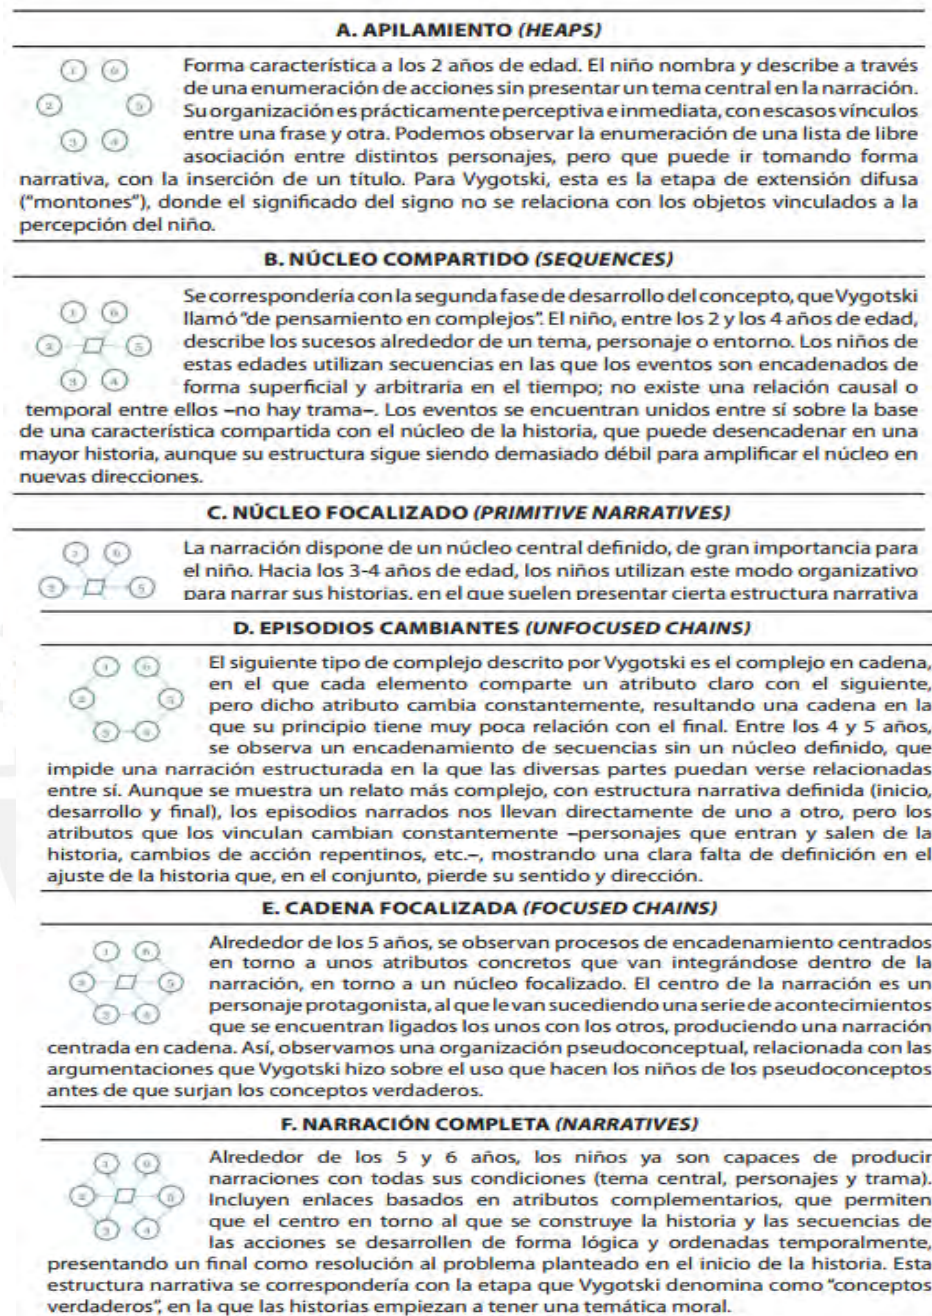 A. APILAMIENTO (HEAPS)
Forma característica a los 2 años de edad. El niño nombra y describe a través
de una enumeración de acciones sin presentar un tema central en la narración.
Su organización es prácticamente perceptiva e inmediata, con escasos vínculos
entre una frase y otra. Podemos observar la enumeración de una lista de libre
asociación entre distintos personajes, pero que puede ir tomando forma
narrativa, con la inserción de un título. Para Vygotski, esta es la etapa de extensión difusa
("montones"), donde el significado del signo no se relaciona con los objetos vinculados a la
percepción del niño.
1 6
2 5
3 4
B. NÚCLEO COMPARTIDO (SEQUENCES)
Se correspondería con la segunda fase de desarrollo del concepto, que Vygotski
llamó "de pensamiento en complejos". El niño, entre los 2 y los 4 años de edad,
describe los sucesos alrededor de un tema, personaje o entorno. Los niños de
estas edades utilizan secuencias en las que los eventos son encadenados de
forma superficial y arbitraria en el tiempo; no existe una relación causal o
temporal entre ellos –no hay trama–. Los eventos se encuentran unidos entre sí sobre la base
de una característica compartida con el núcleo de la historia, que puede desencadenar en una
mayor historia, aunque su estructura sigue siendo demasiado débil para amplificar el núcleo en
nuevas direcciones.
1 6
2 5
3 4
C. NÚCLEO FOCALIZADO (PRIMITIVE NARRATIVES)
La narración dispone de un núcleo central definido, de gran importancia para
el niño. Hacia los 3-4 años de edad, los niños utilizan este modo organizativo
para narrar sus historias, en el que suelen presentar cierta estructura narrativa
6
5
D. EPISODIOS CAMBIANTES (UNFOCUSED CHAINS)
El siguiente tipo de complejo descrito por Vygotski es el complejo en cadena,
en el que cada elemento comparte un atributo claro con el siguiente,
pero dicho atributo cambia constantemente, resultando una cadena en la
que su principio tiene muy poca relación con el final. Entre los 4 y 5 años,
se observa un encadenamiento de secuencias sin un núcleo definido, que
impide una narración estructurada en la que las diversas partes puedan verse relacionadas
entre sí. Aunque se muestra un relato más complejo, con estructura narrativa definida (inicio,
desarrollo y final), los episodios narrados nos llevan directamente de uno a otro, pero los
atributos que los vinculan cambian constantemente –personajes que entran y salen de la
historia, cambios de acción repentinos, etc.–, mostrando una clara falta de definición en el
ajuste de la historia que, en el conjunto, pierde su sentido y dirección.
1 6
2 5
E. CADENA FOCALIZADA (FOCUSED CHAINS)
Alrededor de los 5 años, se observan procesos de encadenamiento centrados
en torno a unos atributos concretos que van integrándose dentro de la
narración, en torno a un núcleo focalizado. El centro de la narración es un
personaje protagonista, al que le van sucediendo una serie de acontecimientos
que se encuentran ligados los unos con los otros, produciendo una narración
centrada en cadena. Así, observamos una organización pseudoconceptual, relacionada con las
argumentaciones que Vygotski hizo sobre el uso que hacen los niños de los pseudoconceptos
antes de que surjan los conceptos verdaderos.
1 6
5
F. NARRACIÓN COMPLETA (NARRATIVES)
Alrededor de los 5 y 6 años, los niños ya son capaces de producir
narraciones con todas sus condiciones (tema central, personajes y trama).
Incluyen enlaces basados en atributos complementarios, que permiten
que el centro en torno al que se construye la historia y las secuencias de
las acciones se desarrollen de forma lógica y ordenadas temporalmente,
presentando un final como resolución al problema planteado en el inicio de la historia. Esta
estructura narrativa se correspondería con la etapa que Vygotski denomina como "conceptos
verdaderos", en la que las historias empiezan a tener una temática moral.
1 6
2 5
3 4